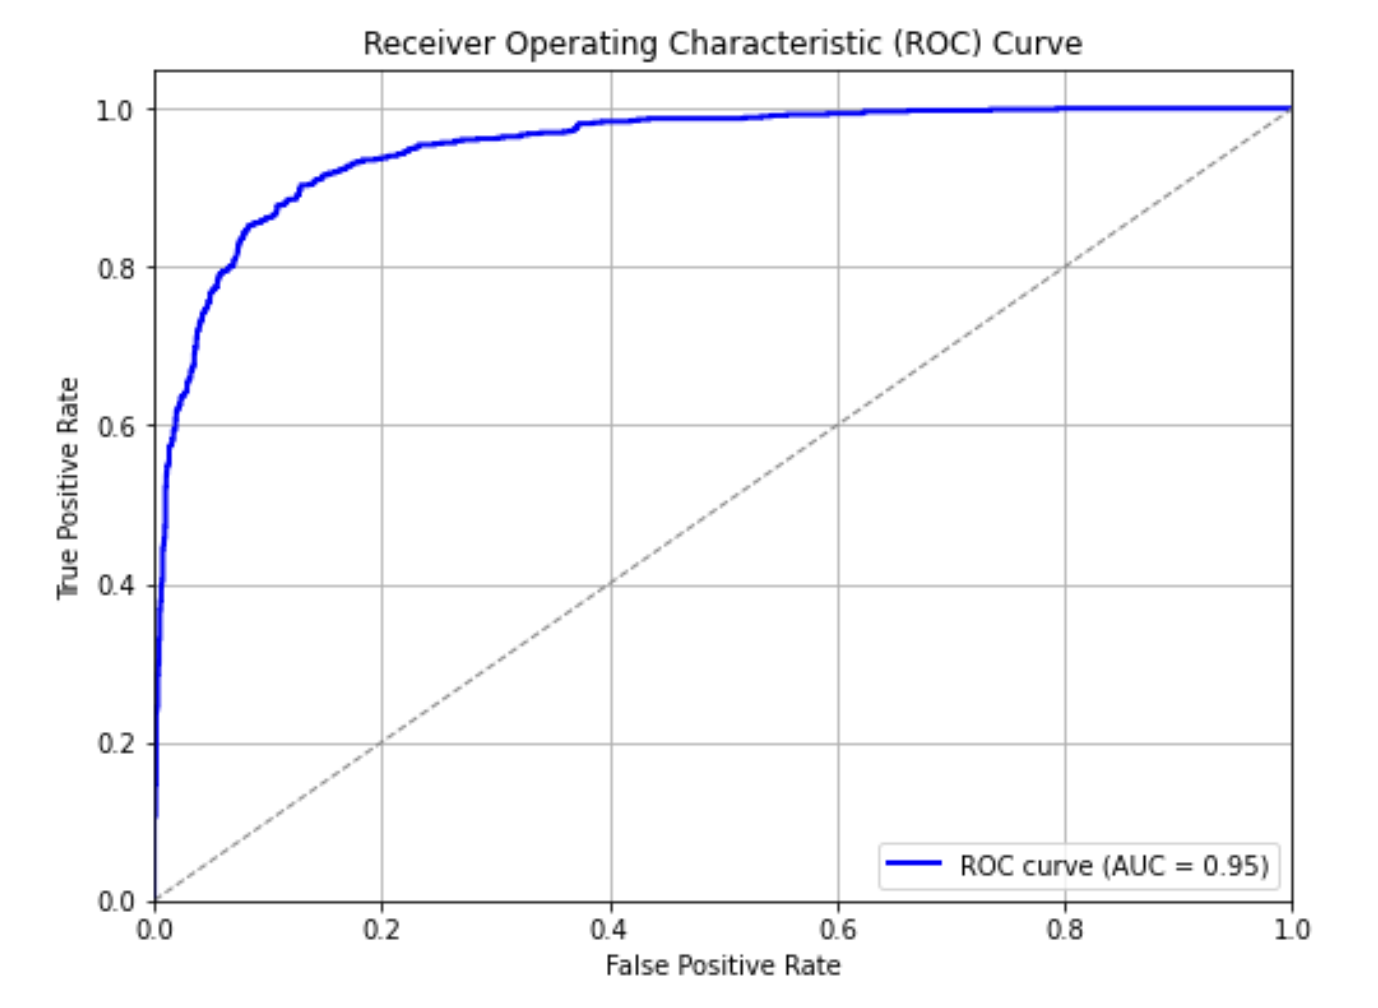 Receiver Operating Characteristic (ROC) Curve
1.0
0.8
0.6
0.4
0.2
0.0
True Positive Rate
ROC curve (AUC = 0.95)
0.0 0.2 0.4 0.6 0.8 1.0
False Positive Rate